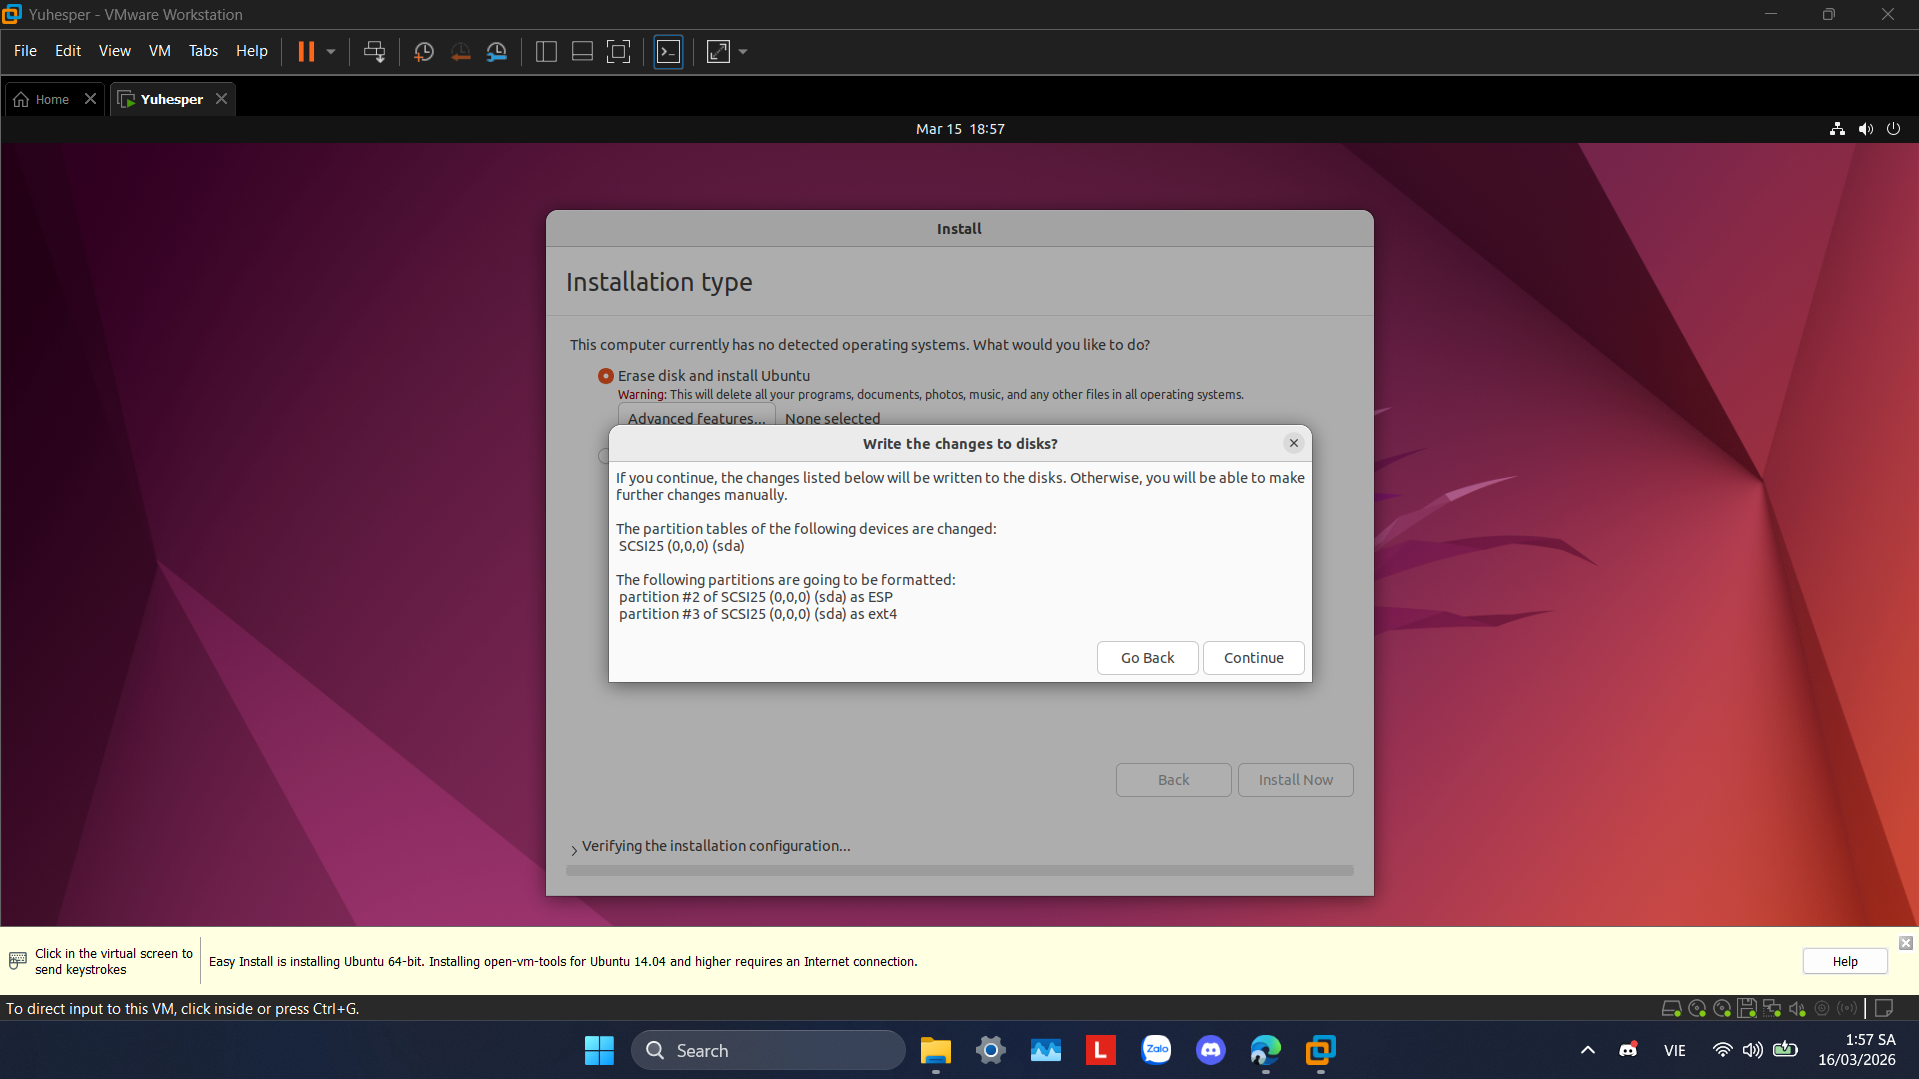 Yuhesper - VMware Workstation
File Edit View VM Tabs Help
Home Yuhesper
Mar 15 18:57
Install
Installation type
This computer currently has no detected operating systems. What would you like to do?
Erase disk and install Ubuntu
Warning: This will delete all your programs, documents, photos, music, and any other files in all operating systems.
Advanced features... None selected
Write the changes to disks?
If you continue, the changes listed below will be written to the disks. Otherwise, you will be able to make
further changes manually.
The partition tables of the following devices are changed:
SCSI25 (0,0,0) (sda)
The following partitions are going to be formatted:
partition #2 of SCSI25 (0,0,0) (sda) as ESP
partition #3 of SCSI25 (0,0,0) (sda) as ext4
Go Back Continue
Back Install Now
Verifying the installation configuration...
Click in the virtual screen to
send keystrokes
Easy Install is installing Ubuntu 64-bit. Installing open-vm-tools for Ubuntu 14.04 and higher requires an Internet connection.
Help
To direct input to this VM, click inside or press Ctrl+G.
Search
L
Zalo
VIE
1:57 SA
16/03/2026